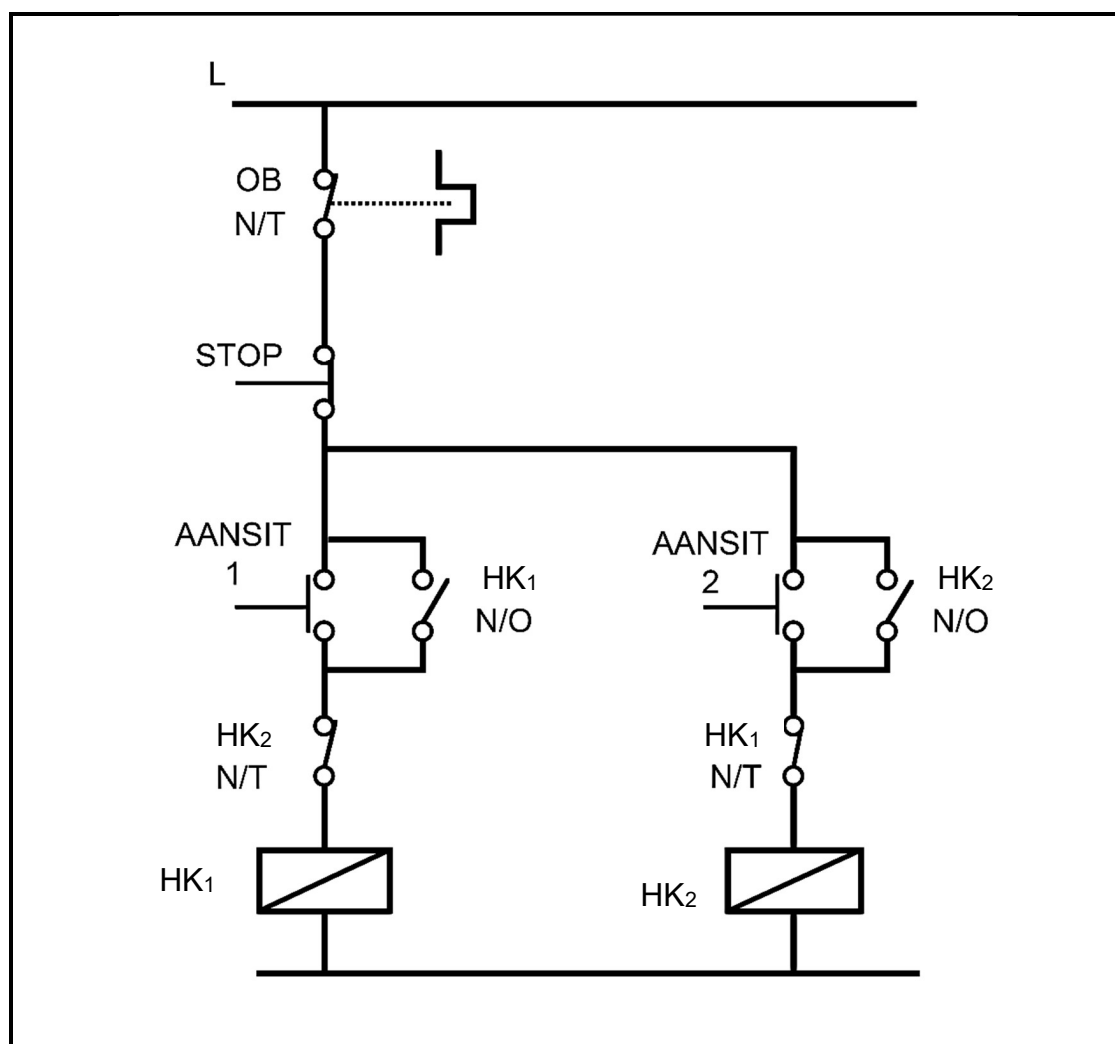 L
OB
N/T
STOP
AANSIT
1
HK₁
N/O
AANSIT
2
HK₂
N/O
HK₂
N/T
HK₁
N/T
HK₁
HK₂